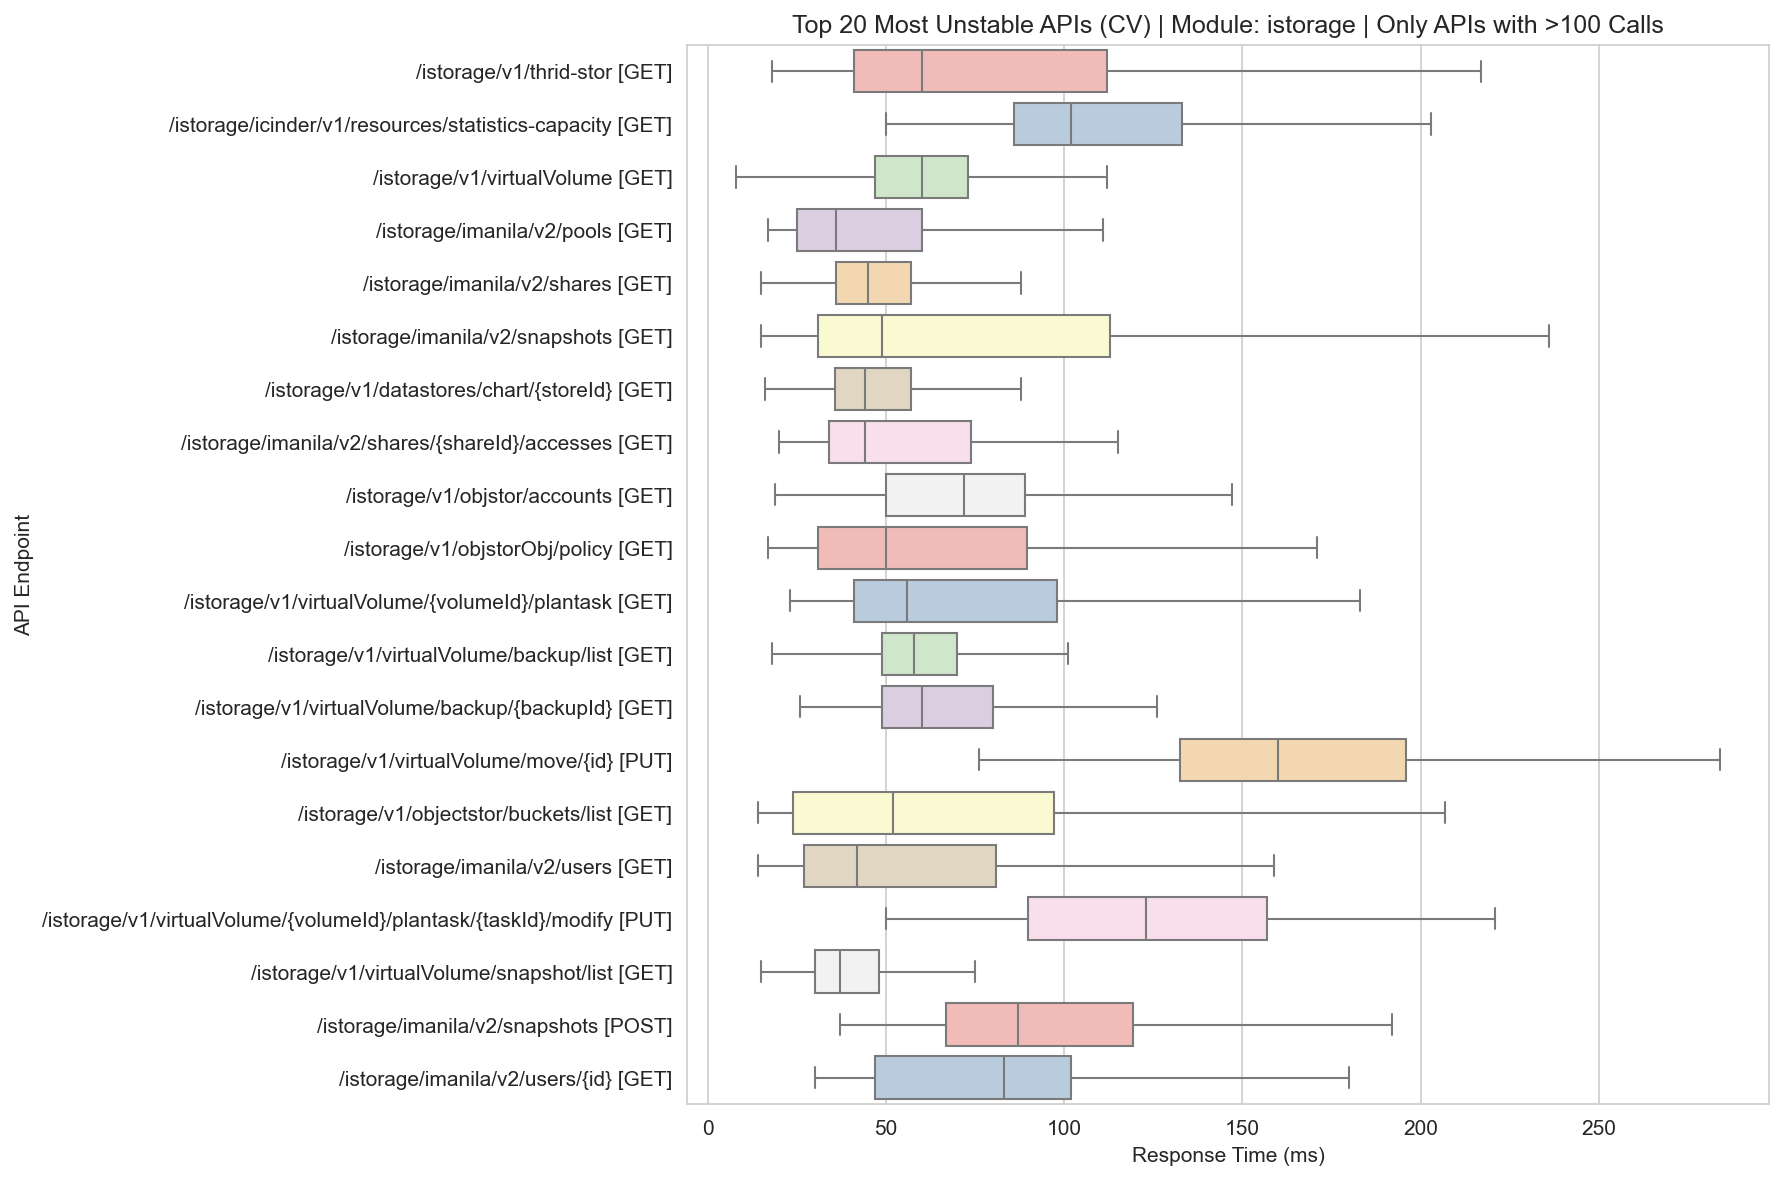 Top 20 Most Unstable APIs (CV) | Module: istorage | Only APIs with >100 Calls
API Endpoint
/istorage/v1/thrid-stor [GET]
/istorage/icinder/v1/resources/statistics-capacity [GET]
/istorage/v1/virtualVolume [GET]
/istorage/imanila/v2/pools [GET]
/istorage/imanila/v2/shares [GET]
/istorage/imanila/v2/snapshots [GET]
/istorage/v1/datastores/chart/{storeId} [GET]
/istorage/imanila/v2/shares/{shareId}/accesses [GET]
/istorage/v1/objstor/accounts [GET]
/istorage/v1/objstorObj/policy [GET]
/istorage/v1/virtualVolume/{volumeId}/plantask [GET]
/istorage/v1/virtualVolume/backup/list [GET]
/istorage/v1/virtualVolume/backup/{backupId} [GET]
/istorage/v1/virtualVolume/move/{id} [PUT]
/istorage/v1/objectstor/buckets/list [GET]
/istorage/imanila/v2/users [GET]
/istorage/v1/virtualVolume/{volumeId}/plantask/{taskId}/modify [PUT]
/istorage/v1/virtualVolume/snapshot/list [GET]
/istorage/imanila/v2/snapshots [POST]
/istorage/imanila/v2/users/{id} [GET]
0 50 100 150 200 250
Response Time (ms)